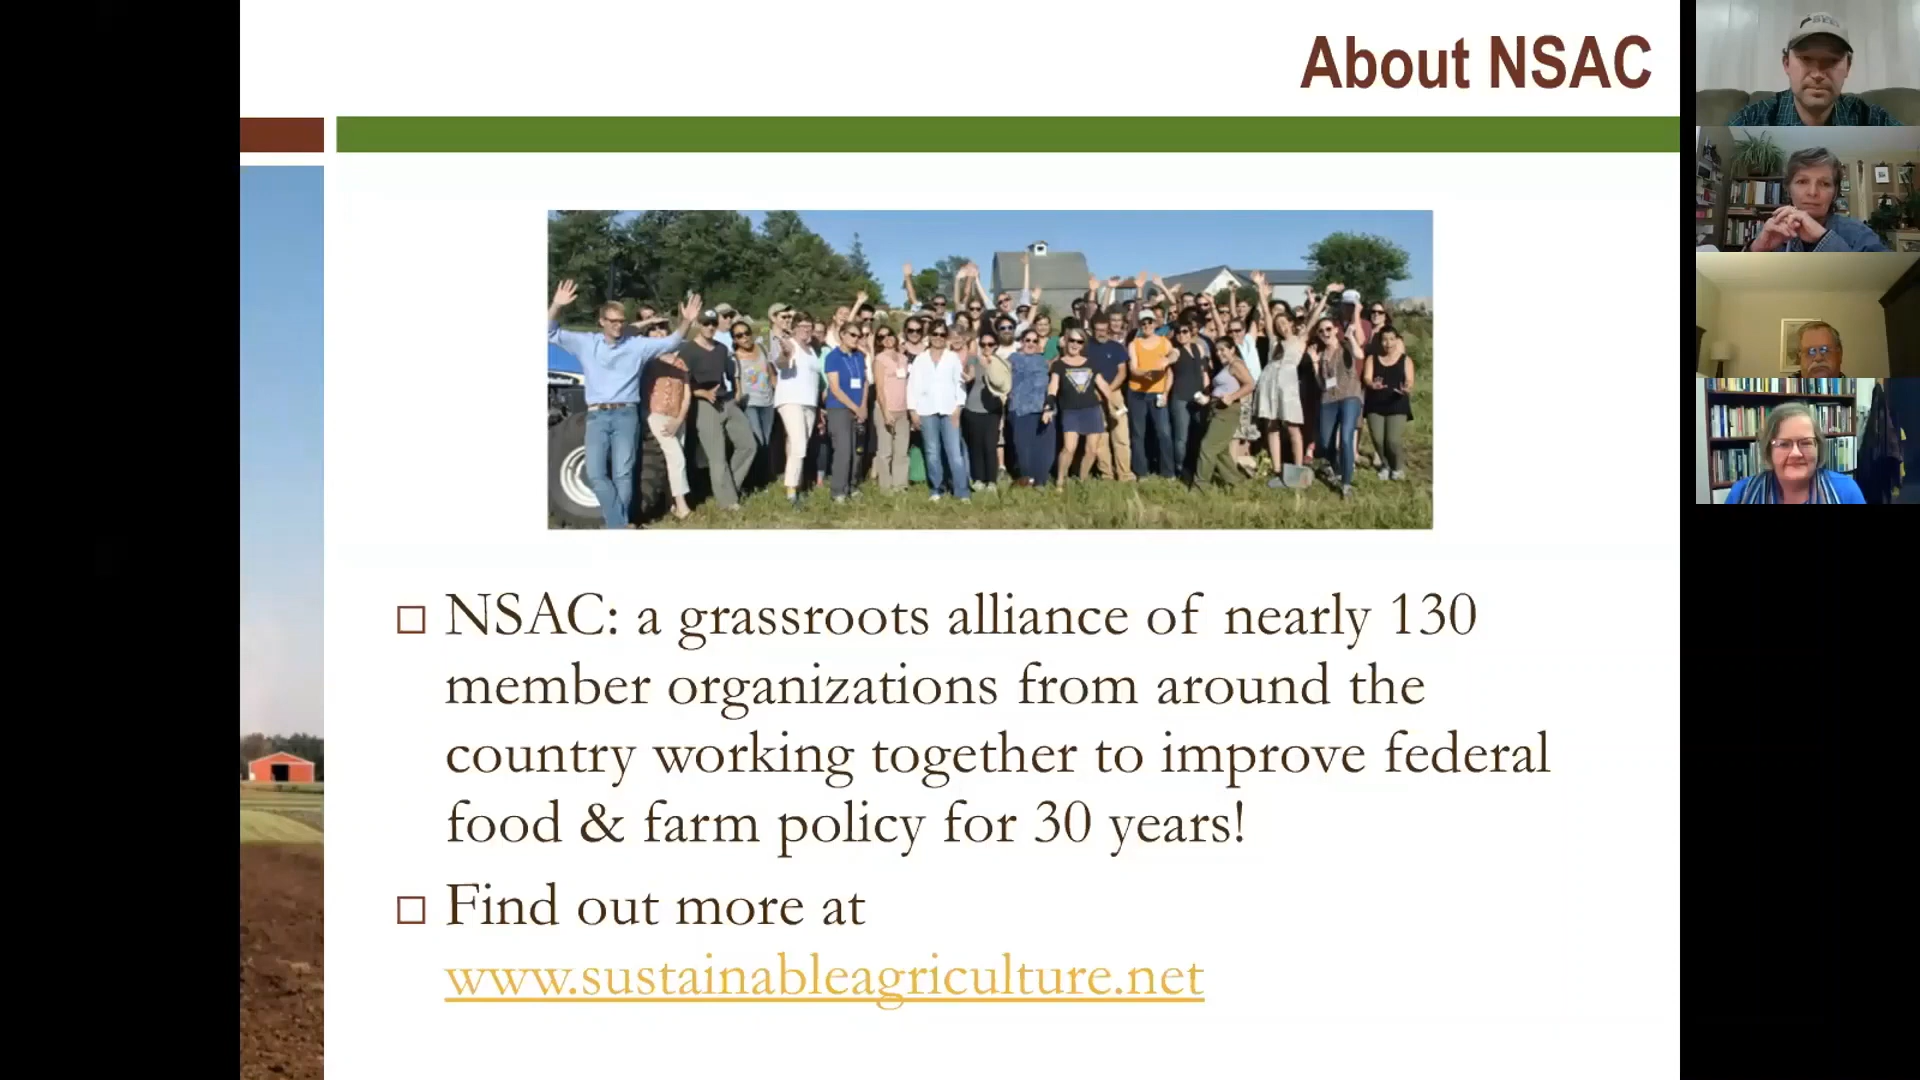 About NSAC
NSAC: a grassroots alliance of nearly 130
member organizations from around the
country working together to improve federal
food & farm policy for 30 years!
Find out more at
www.sustainableagriculture.net